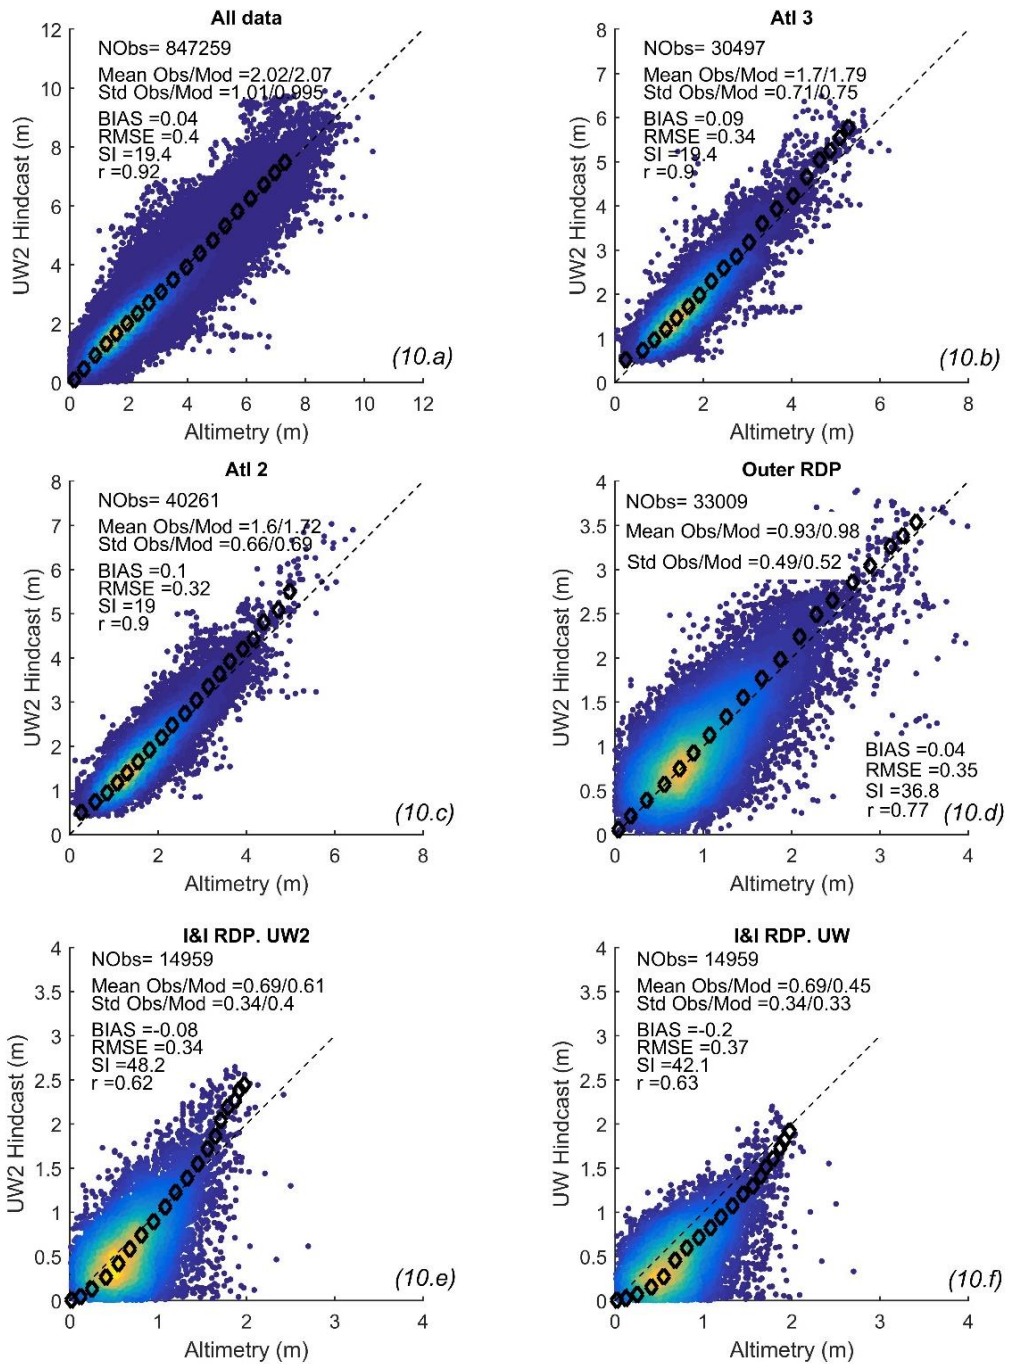 All data
NObs= 847259
Mean Obs/Mod =2.02/2.07
Std Obs/Mod =1.01/0.995
BIAS =0.04
RMSE =0.4
SI =19.4
r =0.92
12
10
8
6
4
2
0
UW2 Hindcast (m)
(10.a)
0 2 4 6 8 10 12
Altimetry (m)
Atl 3
NObs= 30497
Mean Obs/Mod =1.7/1.79
Std Obs/Mod =0.71/0.75
BIAS =0.09
RMSE =0.34
SI =19.4
r =0.9
8
7
6
5
4
3
2
1
0
UW2 Hindcast (m)
(10.b)
0 2 4 6 8
Altimetry (m)
Atl 2
NObs= 40261
Mean Obs/Mod =1.6/1.72
Std Obs/Mod =0.66/0.69
BIAS =0.1
RMSE =0.32
SI =19
r =0.9
8
7
6
5
4
3
2
1
0
UW2 Hindcast (m)
(10.c)
0 2 4 6 8
Altimetry (m)
Outer RDP
NObs= 33009
Mean Obs/Mod =0.93/0.98
Std Obs/Mod =0.49/0.52
4
3.5
3
2.5
2
1.5
1
0.5
0
UW2 Hindcast (m)
BIAS =0.04
RMSE =0.35
SI =36.8
r =0.77
(10.d)
0 1 2 3 4
Altimetry (m)
I&I RDP. UW2
NObs= 14959
Mean Obs/Mod =0.69/0.61
Std Obs/Mod =0.34/0.4
BIAS =-0.08
RMSE =0.34
SI =48.2
r =0.62
4
3.5
3
2.5
2
1.5
1
0.5
0
UW2 Hindcast (m)
(10.e)
0 1 2 3 4
Altimetry (m)
I&I RDP. UW
NObs= 14959
Mean Obs/Mod =0.69/0.45
Std Obs/Mod =0.34/0.33
BIAS =-0.2
RMSE =0.37
SI =42.1
r =0.63
4
3.5
3
2.5
2
1.5
1
0.5
0
UW Hindcast (m)
(10.f)
0 1 2 3 4
Altimetry (m)